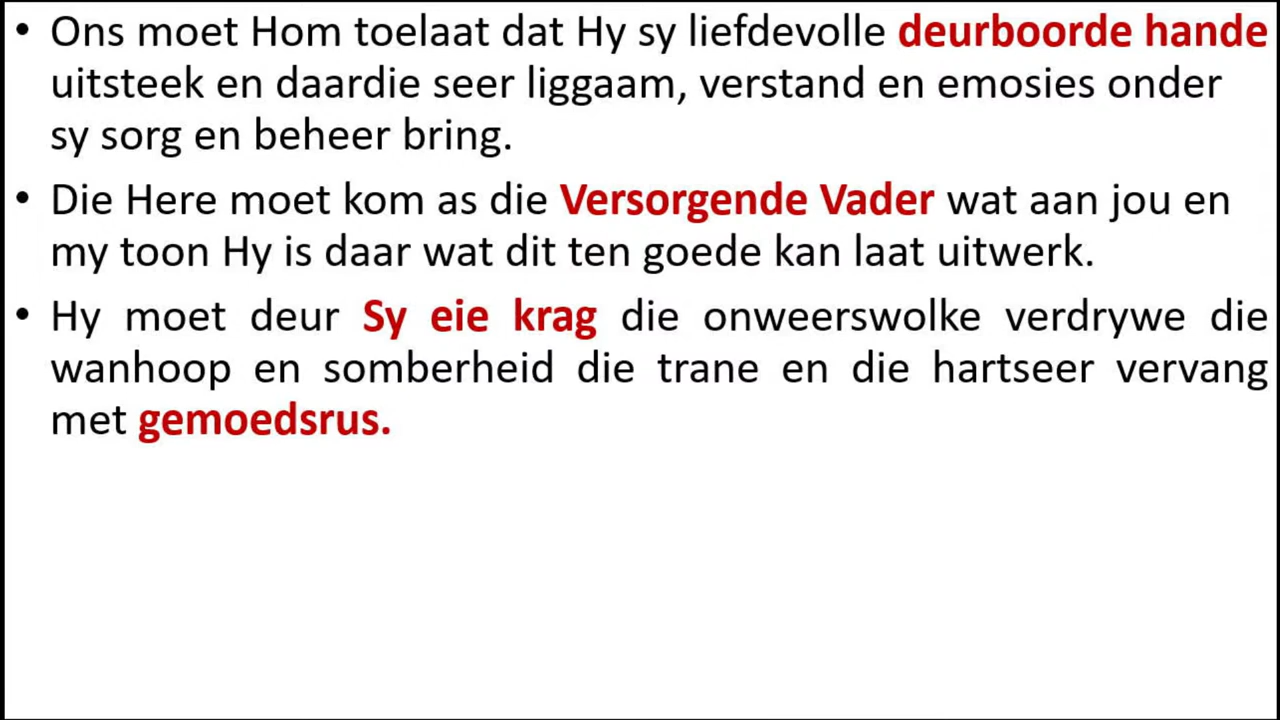 • Ons moet Hom toelaat dat Hy sy liefdevolle deurboorde hande
uitsteek en daardie seer liggaam, verstand en emosies onder
sy sorg en beheer bring.
• Die Here moet kom as die Versorgende Vader wat aan jou en
my toon Hy is daar wat dit ten goede kan laat uitwerk.
• Hy moet deur Sy eie krag die onweerswolke verdrywe die
wanhoop en somberheid die trane en die hartseer vervang
met gemoedsrus.